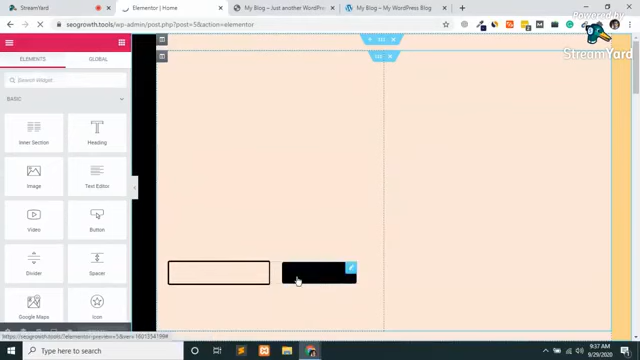 StreamYard
Elementor | Home
My Blog – Just another WordPr
My Blog – My WordPress Blog
seogrowth.tools/wp-admin/post.php?post=5&action=elementor
Powered by
StreamYard
ELEMENTS
GLOBAL
Search Widget
BASIC
Inner Section
Heading
Image
Text Editor
Video
Button
Divider
Spacer
Google Maps
Icon
Type here to search
9:37 AM
9/29/2020